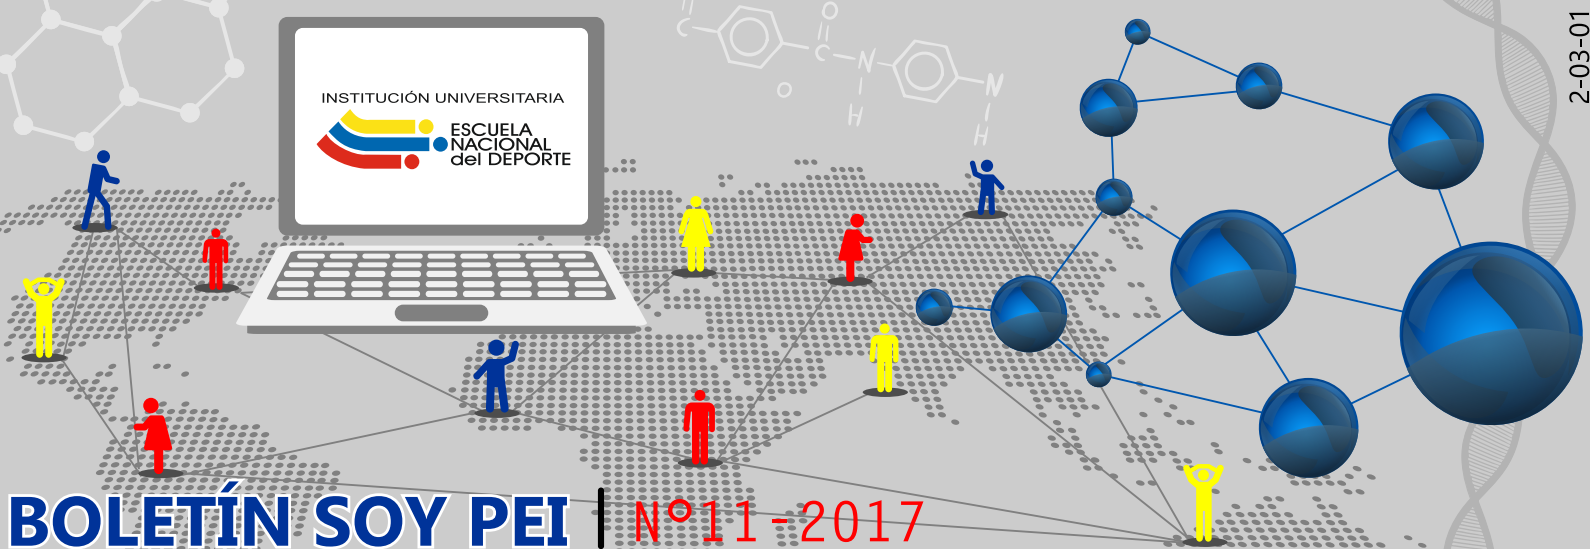 INSTITUCIÓN UNIVERSITARIA
ESCUELA
NACIONAL
del DEPORTE
C
O
C
N
H
N
H
O
2-03-01
BOLETÍN SOY PEI
N°11-2017